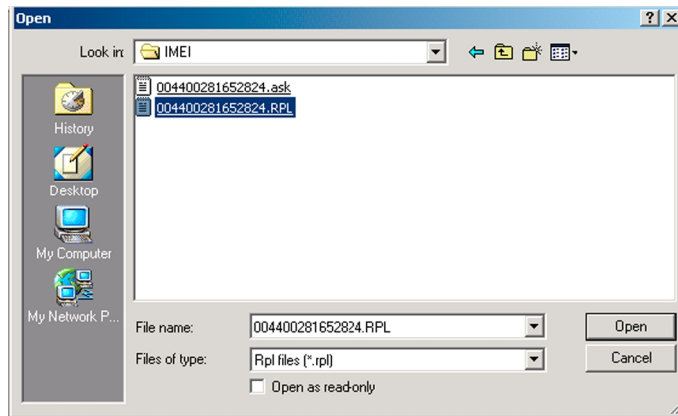 Open
Look in: IMEI
004400281652824.ask
004400281652824.RPL
History
Desktop
My Computer
My Network P...
File name: 004400281652824.RPL Open
Files of type: Rpl files (*.rpl) Cancel
Open as read-only